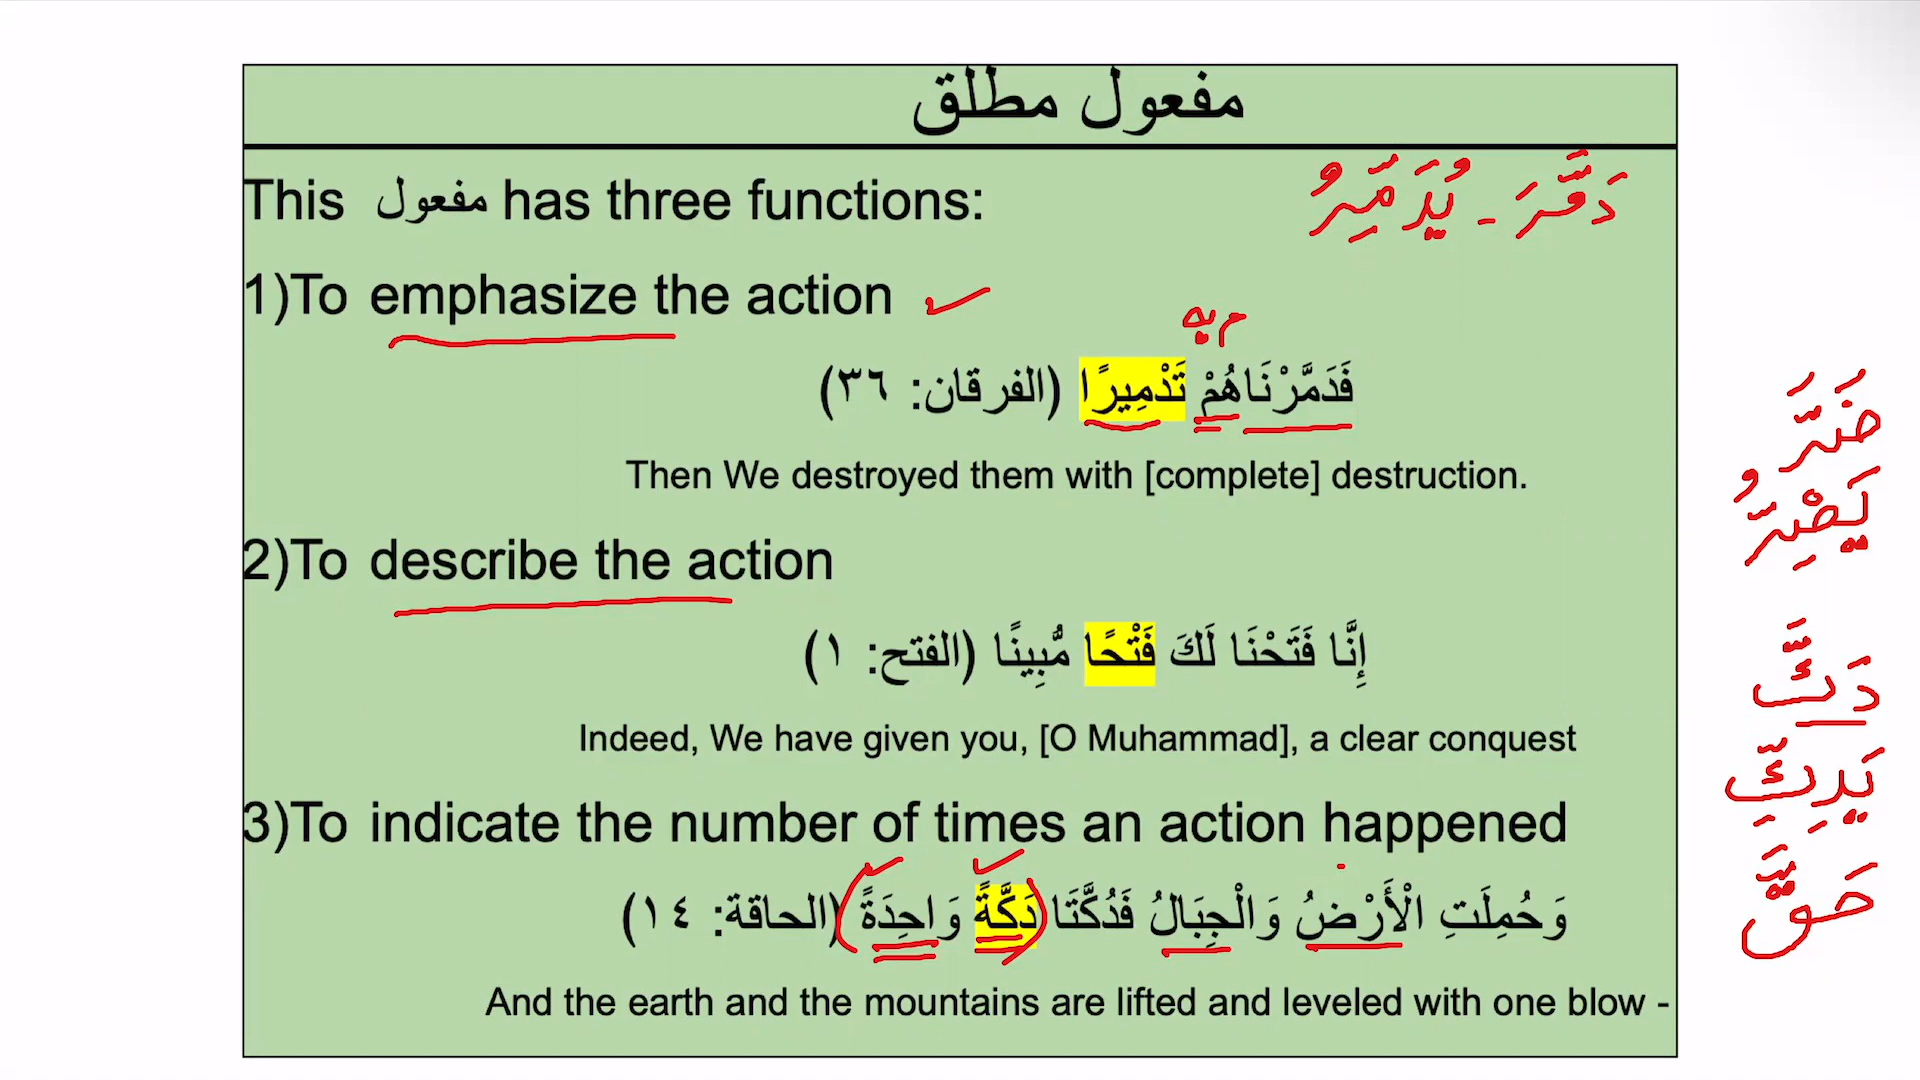 مفعول مطلق
This مفعول has three functions:
دَمَّرَ - يُدَمِّرُ
1)To emphasize the action
م به
فَدَمَّرْنَاهُمْ تَدْمِيرًا (الفرقان: ٣٦)
Then We destroyed them with [complete] destruction.
2)To describe the action
إِنَّا فَتَحْنَا لَكَ فَتْحًا مُّبِينًا (الفتح: ١)
Indeed, We have given you, [O Muhammad], a clear conquest
3)To indicate the number of times an action happened
وَحُمِلَتِ الْأَرْضُ وَالْجِبَالُ فَدُكَّتَا دَكَّةً وَاحِدَةً (الحاقة: ١٤)
And the earth and the mountains are lifted and leveled with one blow -
دَكَّ
يَدِكِّ
حَقَّ